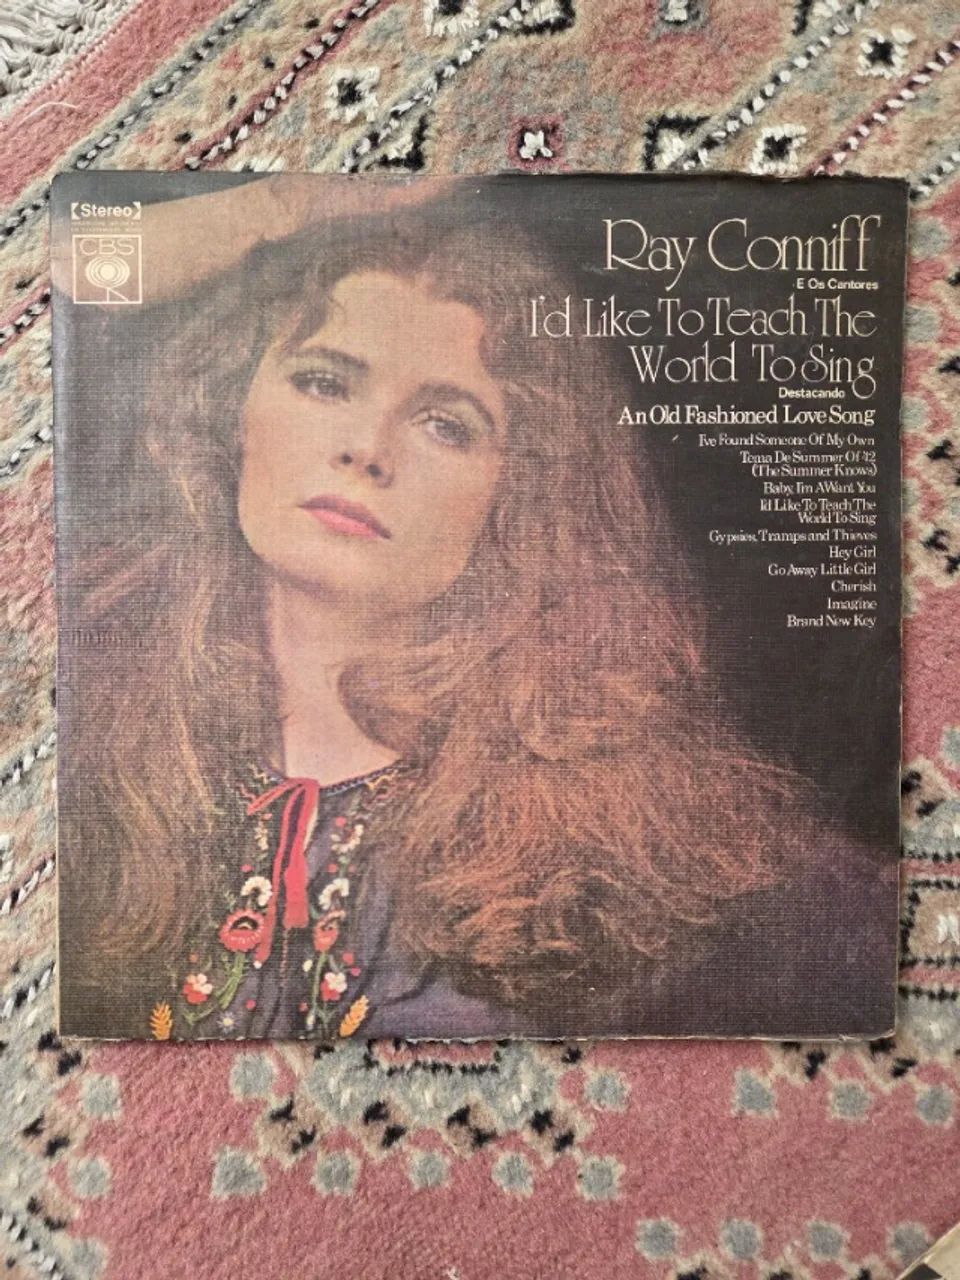 [Stereo]
CBS
Ray Conniff
E Os Cantores
I'd Like To Teach The
World To Sing
Destacando
An Old Fashioned Love Song
I've Found Someone Of My Own
Tema De Summer Of '42
(The Summer Knows)
Baby, I'm A Want You
I'd Like To Teach The
World To Sing
Gypsies, Tramps and Thieves
Hey Girl
Go Away Little Girl
Cherish
Imagine
Brand New Key